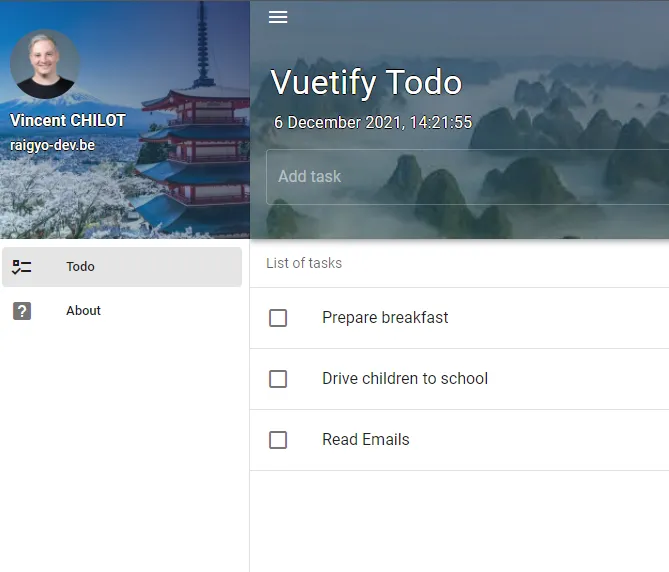 Vincent CHILOT
raigyo-dev.be
Todo
About
Vuetify Todo
6 December 2021, 14:21:55
Add task
List of tasks
Prepare breakfast
Drive children to school
Read Emails